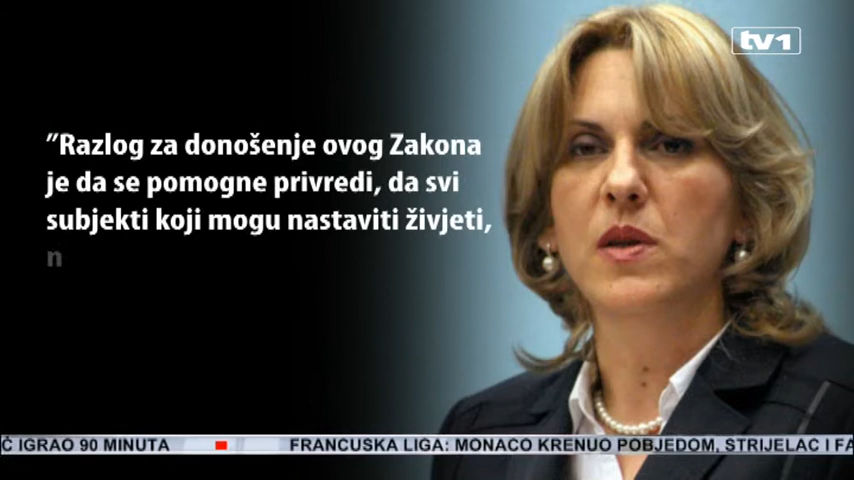 tv1
"Razlog za donošenje ovog Zakona
je da se pomogne privredi, da svi
subjekti koji mogu nastaviti živjeti,
n
Ć IGRAO 90 MINUTA FRANCUSKA LIGA: MONACO KRENUO POBJEDOM, STRIJELAC I FA